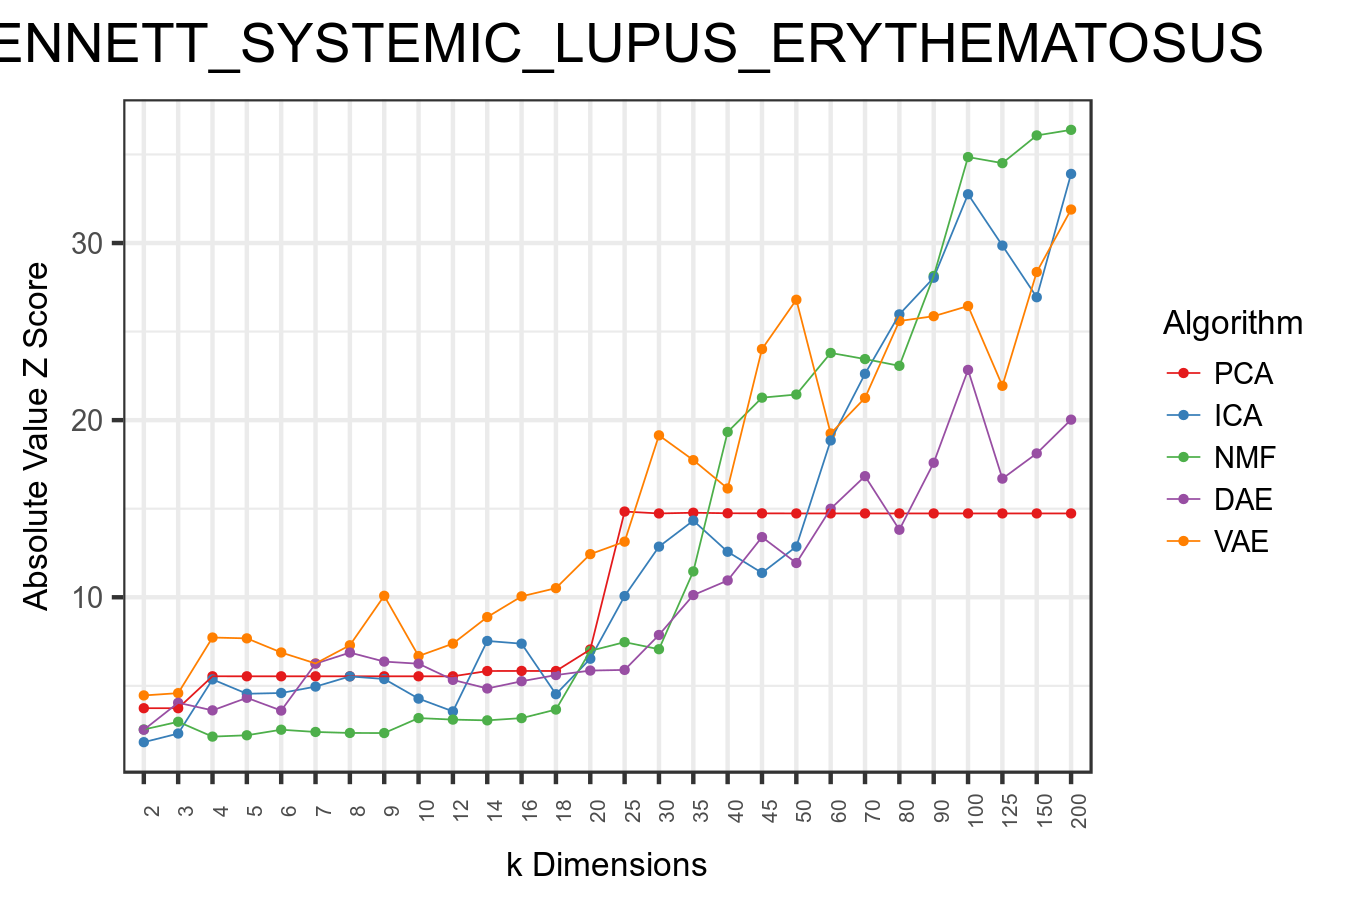 ENNETT_SYSTEMIC_LUPUS_ERYTHEMATOSUS
Absolute Value Z Score
30
20
10
2 3 4 5 6 7 8 9 10 12 14 16 18 20 25 30 35 40 45 50 60 70 80 90 100 125 150 200
k Dimensions
Algorithm
PCA
ICA
NMF
DAE
VAE